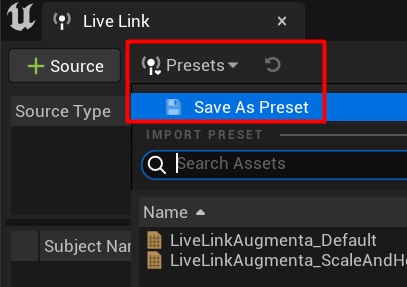 Live Link
Source
Presets
Source Type
Save As Preset
IMPORT PRESET
Search Assets
Name
Subject Nar
LiveLinkAugmenta_Default
LiveLinkAugmenta_ScaleAndHe